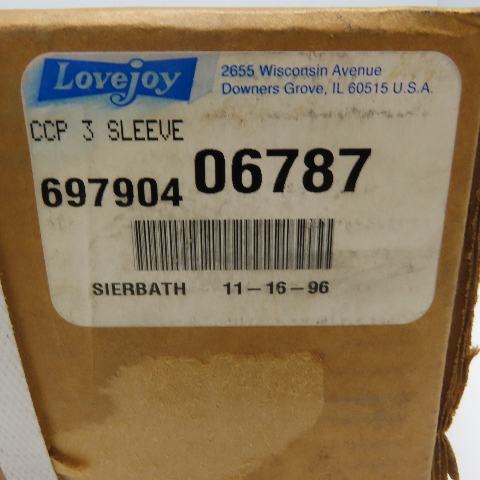 Lovejoy
2655 Wisconsin Avenue
Downers Grove, IL 60515 U.S.A.
CCP 3 SLEEVE
697904 06787
SIERBATH 11-16-96